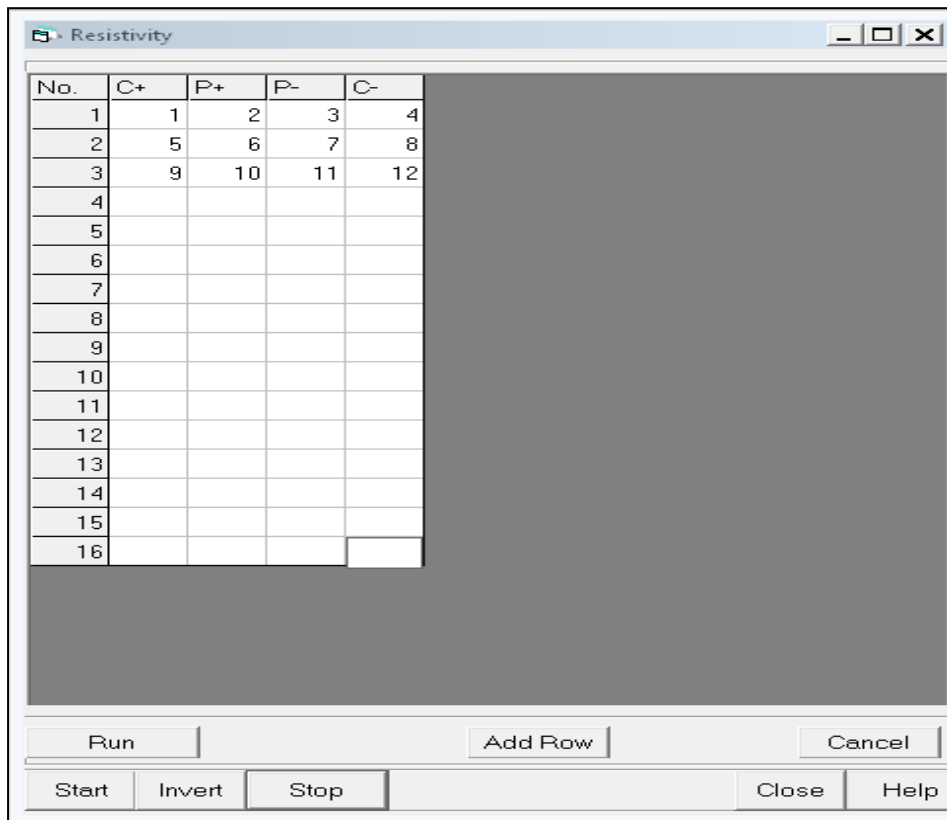 Resistivity
No. C+ P+ P- C-
1 1 2 3 4
2 5 6 7 8
3 9 10 11 12
4
5
6
7
8
9
10
11
12
13
14
15
16
Run Add Row Cancel
Start Invert Stop Close Help